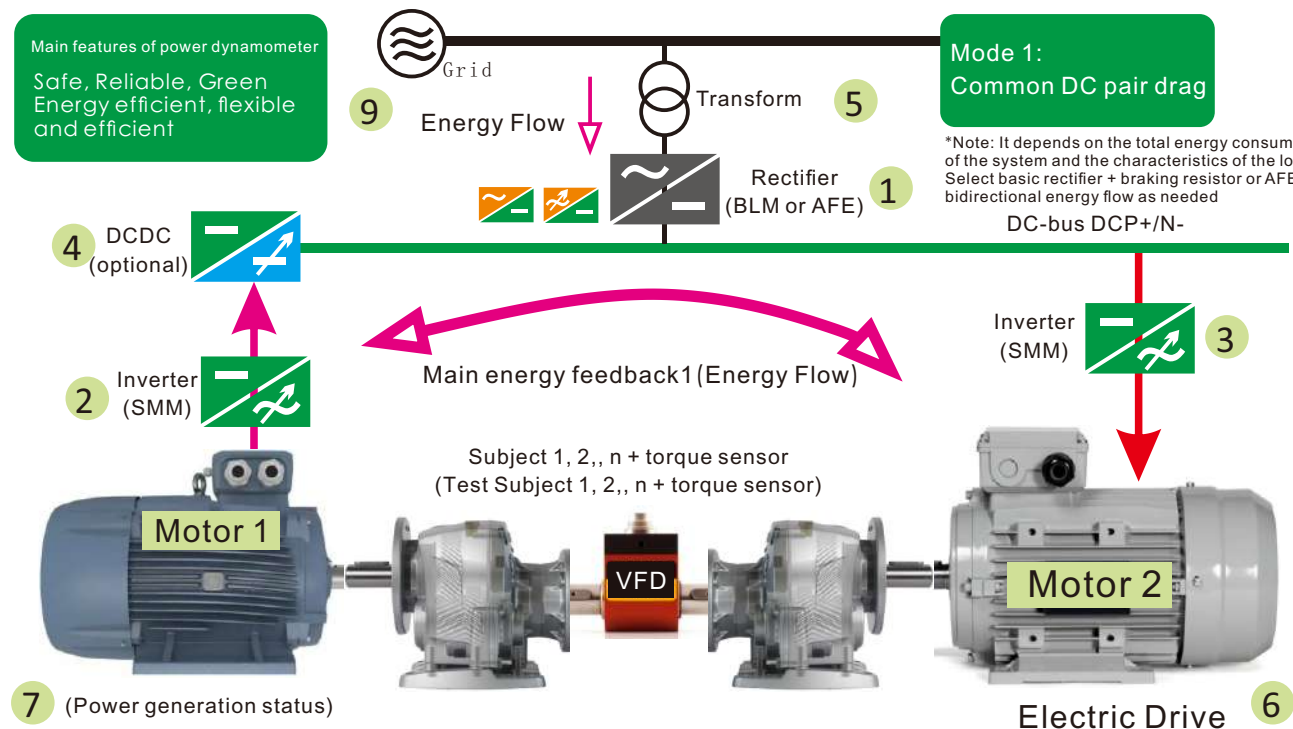 Main features of power dynamometer
Safe, Reliable, Green
Energy efficient, flexible
and efficient
Grid
9
Energy Flow
Transform
5
Mode 1:
Common DC pair drag
*Note: It depends on the total energy consum
of the system and the characteristics of the lo
Select basic rectifier + braking resistor or AFE
bidirectional energy flow as needed
Rectifier
(BLM or AFE)
1
DC-bus DCP+/N-
4
DCDC
(optional)
Inverter
(SMM)
3
Main energy feedback1(Energy Flow)
2
Inverter
(SMM)
Subject 1, 2,, n + torque sensor
(Test Subject 1, 2,, n + torque sensor)
Motor 1
VFD
Motor 2
7
(Power generation status)
Electric Drive
6